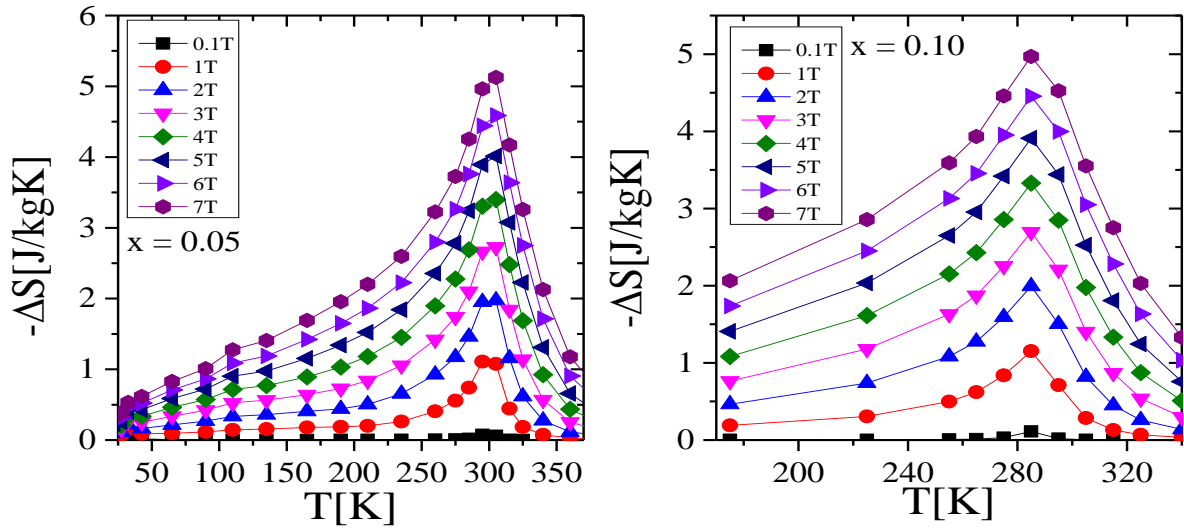 6
5
4
3
2
1
0
-ΔS[J/kgK]
0.1T
1T
2T
3T
4T
5T
6T
7T
x = 0.05
50 100 150 200 250 300 350
T[K]
5
4
3
2
1
0
-ΔS[J/kgK]
0.1T
1T
2T
3T
4T
5T
6T
7T
x = 0.10
200 240 280 320
T[K]